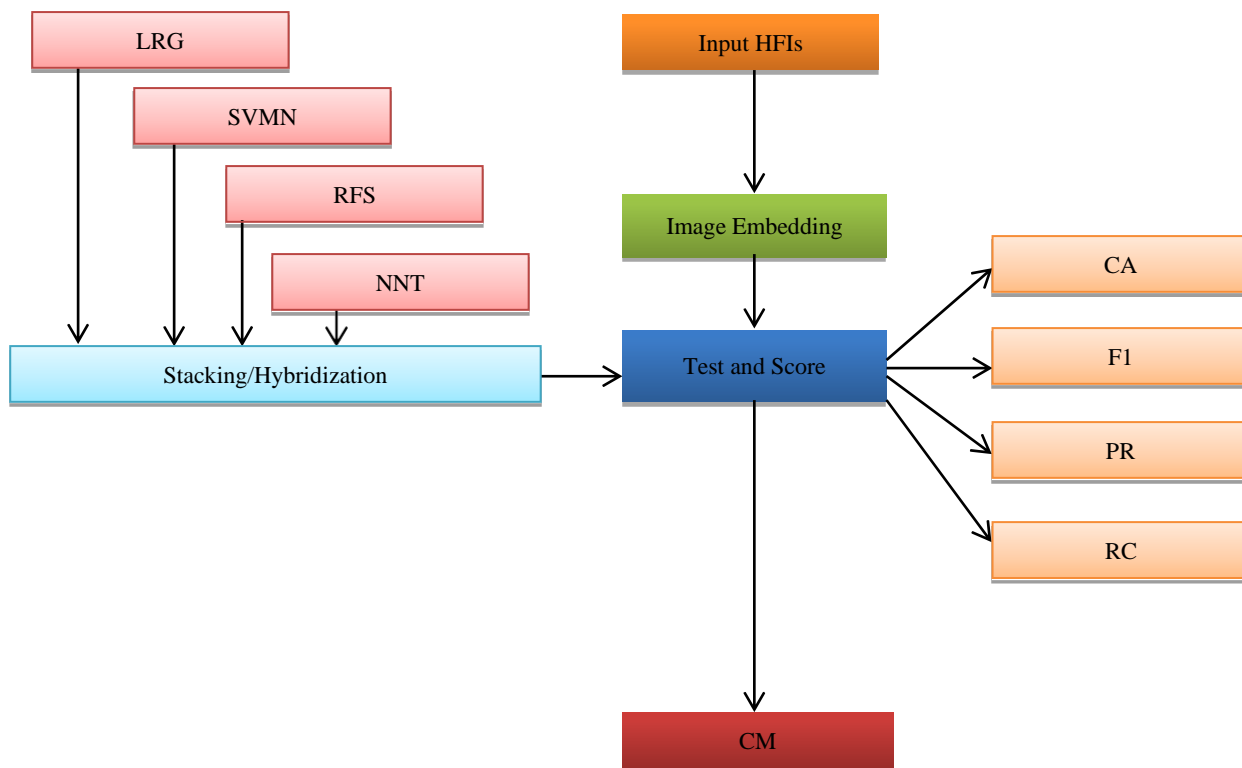 LRG
Input HFIs
SVMN
RFS
Image Embedding
NNT
CA
Stacking/Hybridization
Test and Score
F1
PR
RC
CM